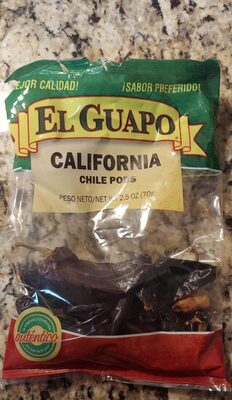 ¡MEJOR CALIDAD! ¡SABOR PREFERIDO!
EL GUAPO
CALIFORNIA
CHILE PODS
PESO NETO/NET WT 2.5 OZ (70g)
auténtico